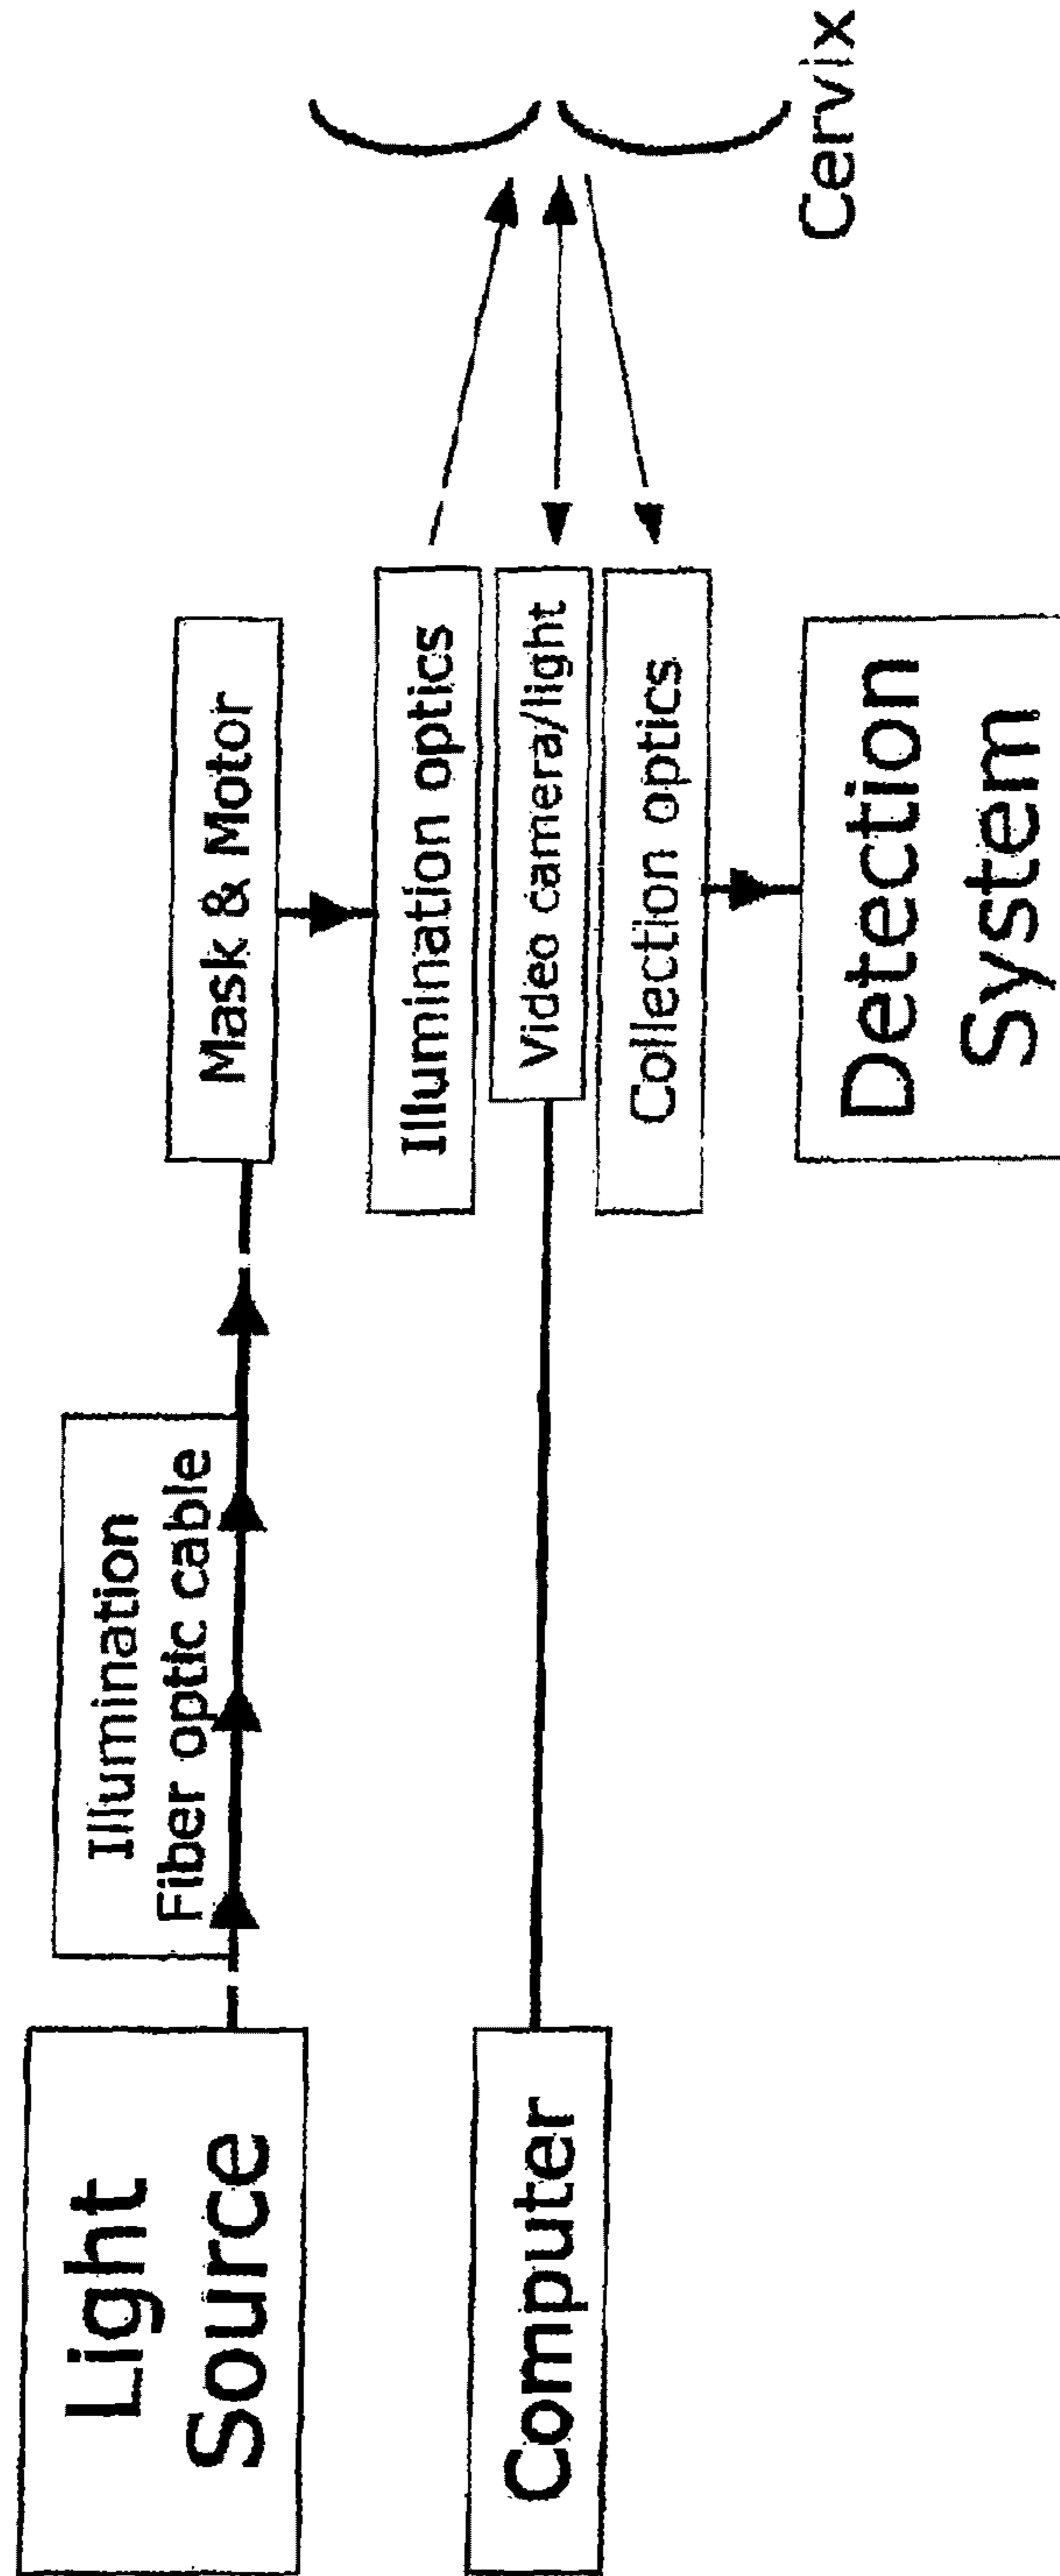 Light
Source
Illumination
Fiber optic cable
Mask & Motor
Illumination optics
Video camera/light
Collection optics
Computer
Detection
System
Cervix